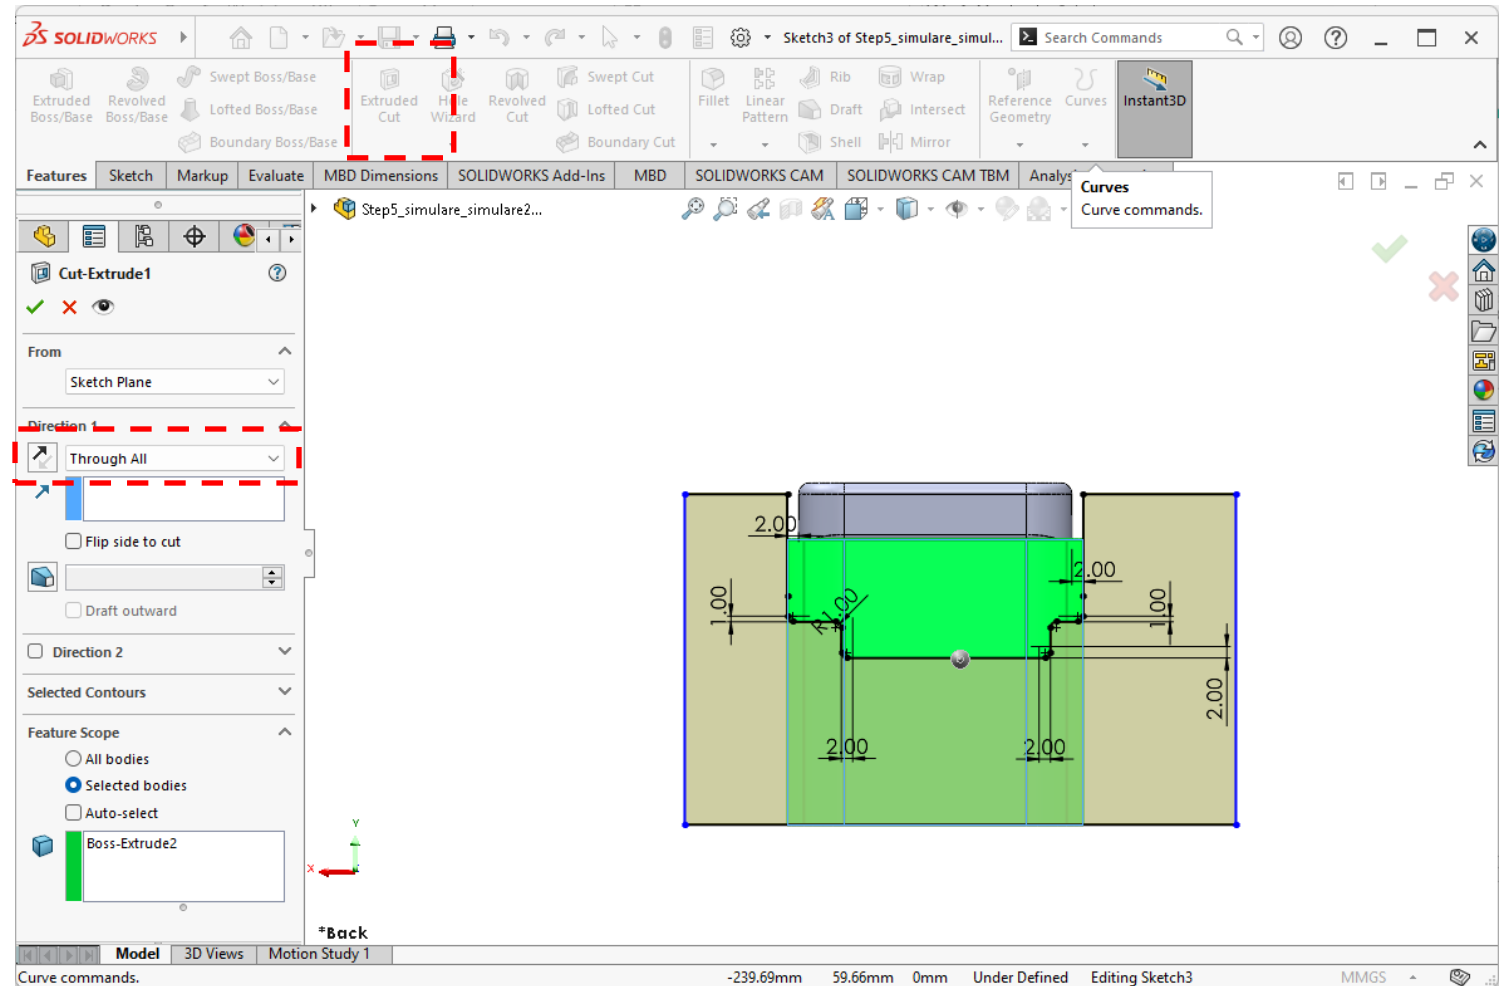 SOLIDWORKS
Sketch3 of Step5_simulare_simul...
Search Commands
Extruded Boss/Base
Revolved Boss/Base
Swept Boss/Base
Lofted Boss/Base
Boundary Boss/Base
Extruded Cut
Hole Wizard
Revolved Cut
Swept Cut
Lofted Cut
Boundary Cut
Fillet
Linear Pattern
Rib
Draft
Shell
Wrap
Intersect
Mirror
Reference Geometry
Curves
Instant3D
Features
Sketch
Markup
Evaluate
MBD Dimensions
SOLIDWORKS Add-Ins
MBD
SOLIDWORKS CAM
SOLIDWORKS CAM TBM
Curves
Curve commands.
Step5_simulare_simulare2...
Cut-Extrude1
From
Sketch Plane
Direction 1
Through All
Flip side to cut
Draft outward
Direction 2
Selected Contours
Feature Scope
All bodies
Selected bodies
Auto-select
Boss-Extrude2
2.00
2.00
1.00
R1.00
1.00
2.00
2.00
2.00
Y
X
*Back
Model
3D Views
Motion Study 1
Curve commands.
-239.69mm
59.66mm
0mm
Under Defined
Editing Sketch3
MMGS